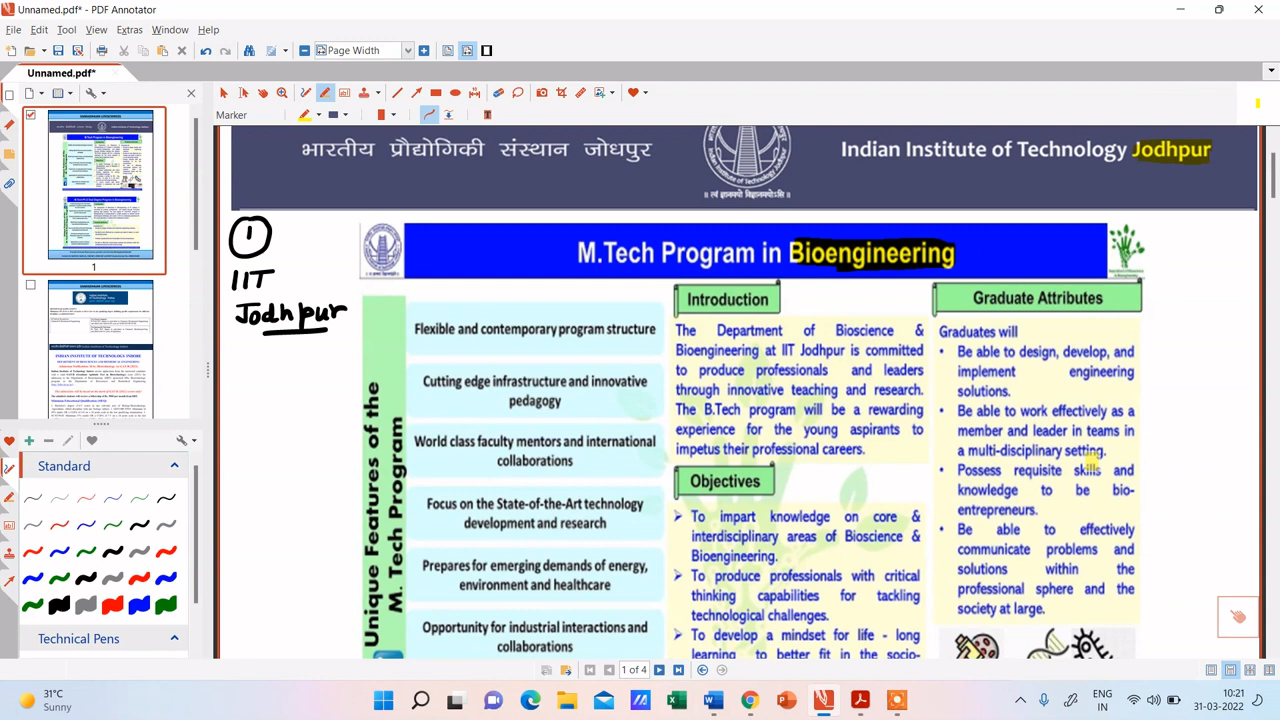 Unnamed.pdf* — PDF Annotator
File Edit Tool View Extras Window Help
Page Width
Unnamed.pdf*
Marker
1
भारतीय प्रौद्योगिकी जोधपुर
Indian Institute of Technology Jodhpur
1
IIT
Jodhpur
M.Tech Program in Bioengineering
Unique Features of the
M. Tech Program
Flexible and contemporary program structure
Cutting edge infrastructure and innovative
World class faculty mentors and international
collaborations
Focus on the State-of-the-Art technology
development and research
Prepares for emerging demands of energy,
environment and healthcare
Opportunity for industrial interactions and
collaborations
Introduction
The Department of Bioscience &
Bioengineering at IIT Jodhpur is committed
to produce professionals and leaders
through innovative learning and research.
The B.Tech program will be a rewarding
experience for the young aspirants to
impetus their professional careers.
Objectives
To impart knowledge on core &
interdisciplinary areas of Bioscience &
Bioengineering.
To produce professionals with critical
thinking capabilities for tackling
technological challenges.
To develop a mindset for life - long
learning to better fit in the socio-
Graduate Attributes
Graduates will
Be able to design, develop, and
engineering
solutions.
• Be able to work effectively as a
member and leader in teams in
a multi-disciplinary setting.
• Possess requisite skills and
knowledge to be bio-
entrepreneurs.
• Be able to effectively
communicate problems and
solutions within the
professional sphere and the
society at large.
Standard
Technical Pens
1 of 4
31°C
Sunny
ENG
IN
10:21
31-03-2022